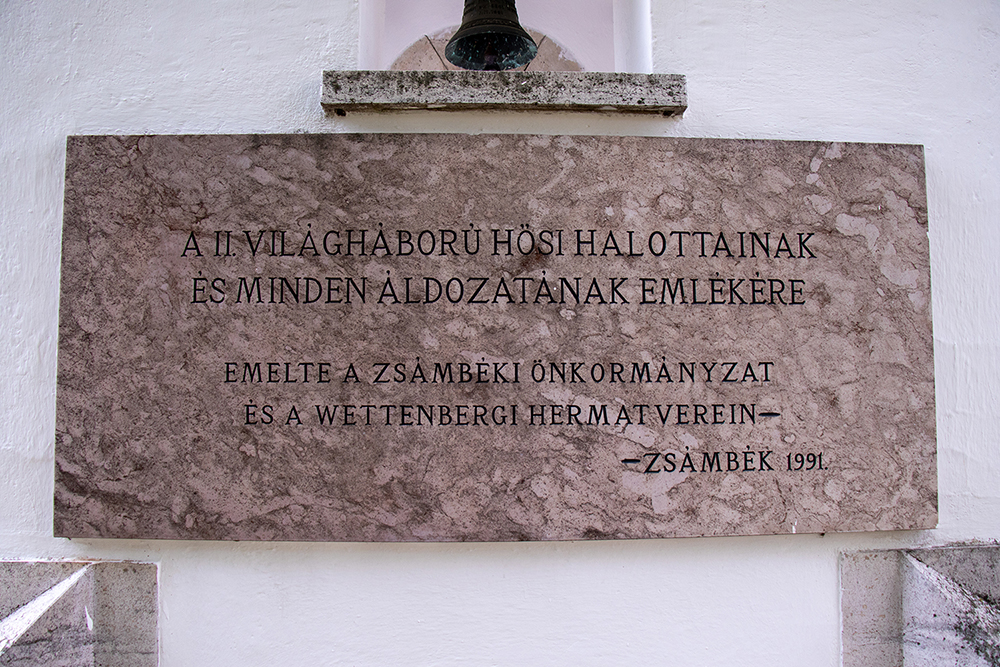 A II. VILÁGHÁBORÚ HŐSI HALOTTAINAK
ÉS MINDEN ÁLDOZATÁNAK EMLÉKÉRE
EMELTE A ZSÁMBÉKI ÖNKORMÁNYZAT
ÉS A WETTENBERGI HERMATVEREIN—
—ZSÁMBÉK 1991.